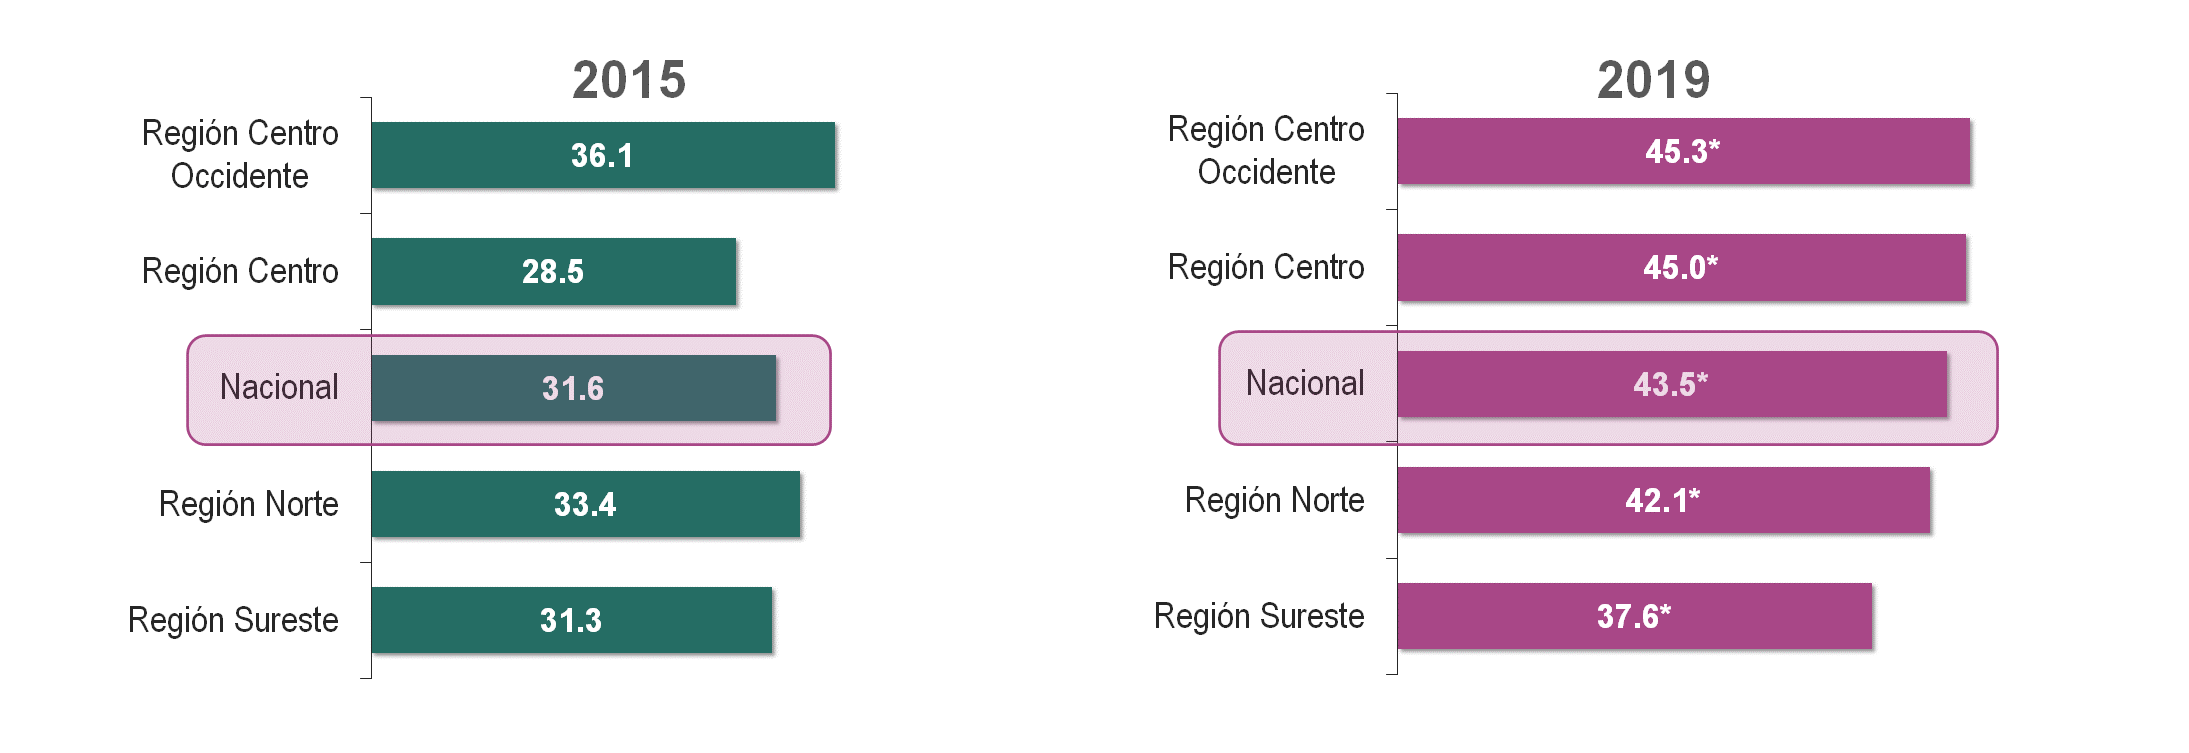 2015
Región Centro
Occidente
36.1
Región Centro
28.5
Nacional
31.6
Región Norte
33.4
Región Sureste
31.3
2019
Región Centro
Occidente
45.3*
Región Centro
45.0*
Nacional
43.5*
Región Norte
42.1*
Región Sureste
37.6*